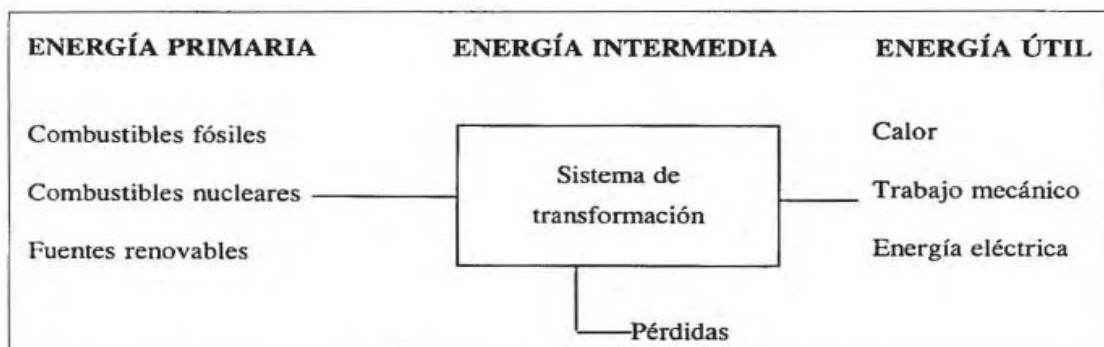 ENERGÍA PRIMARIA
ENERGÍA INTERMEDIA
ENERGÍA ÚTIL
Combustibles fósiles
Combustibles nucleares
Fuentes renovables
Sistema de
transformación
Calor
Trabajo mecánico
Energía eléctrica
Pérdidas